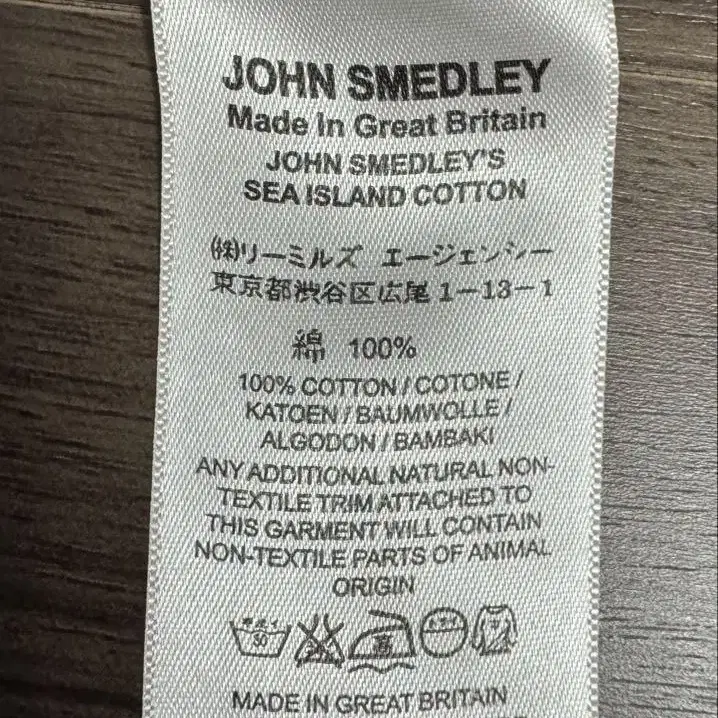 JOHN SMEDLEY
Made In Great Britain
JOHN SMEDLEY'S
SEA ISLAND COTTON
㈱リーミルズ エージェンシー
東京都渋谷区広尾1-13-1
綿 100%
100% COTTON / COTONE /
KATOEN / BAUMWOLLE /
ALGODON / BAMBAKI
ANY ADDITIONAL NATURAL NON-
TEXTILE TRIM ATTACHED TO
THIS GARMENT WILL CONTAIN
NON-TEXTILE PARTS OF ANIMAL
ORIGIN
30
MADE IN GREAT BRITAIN